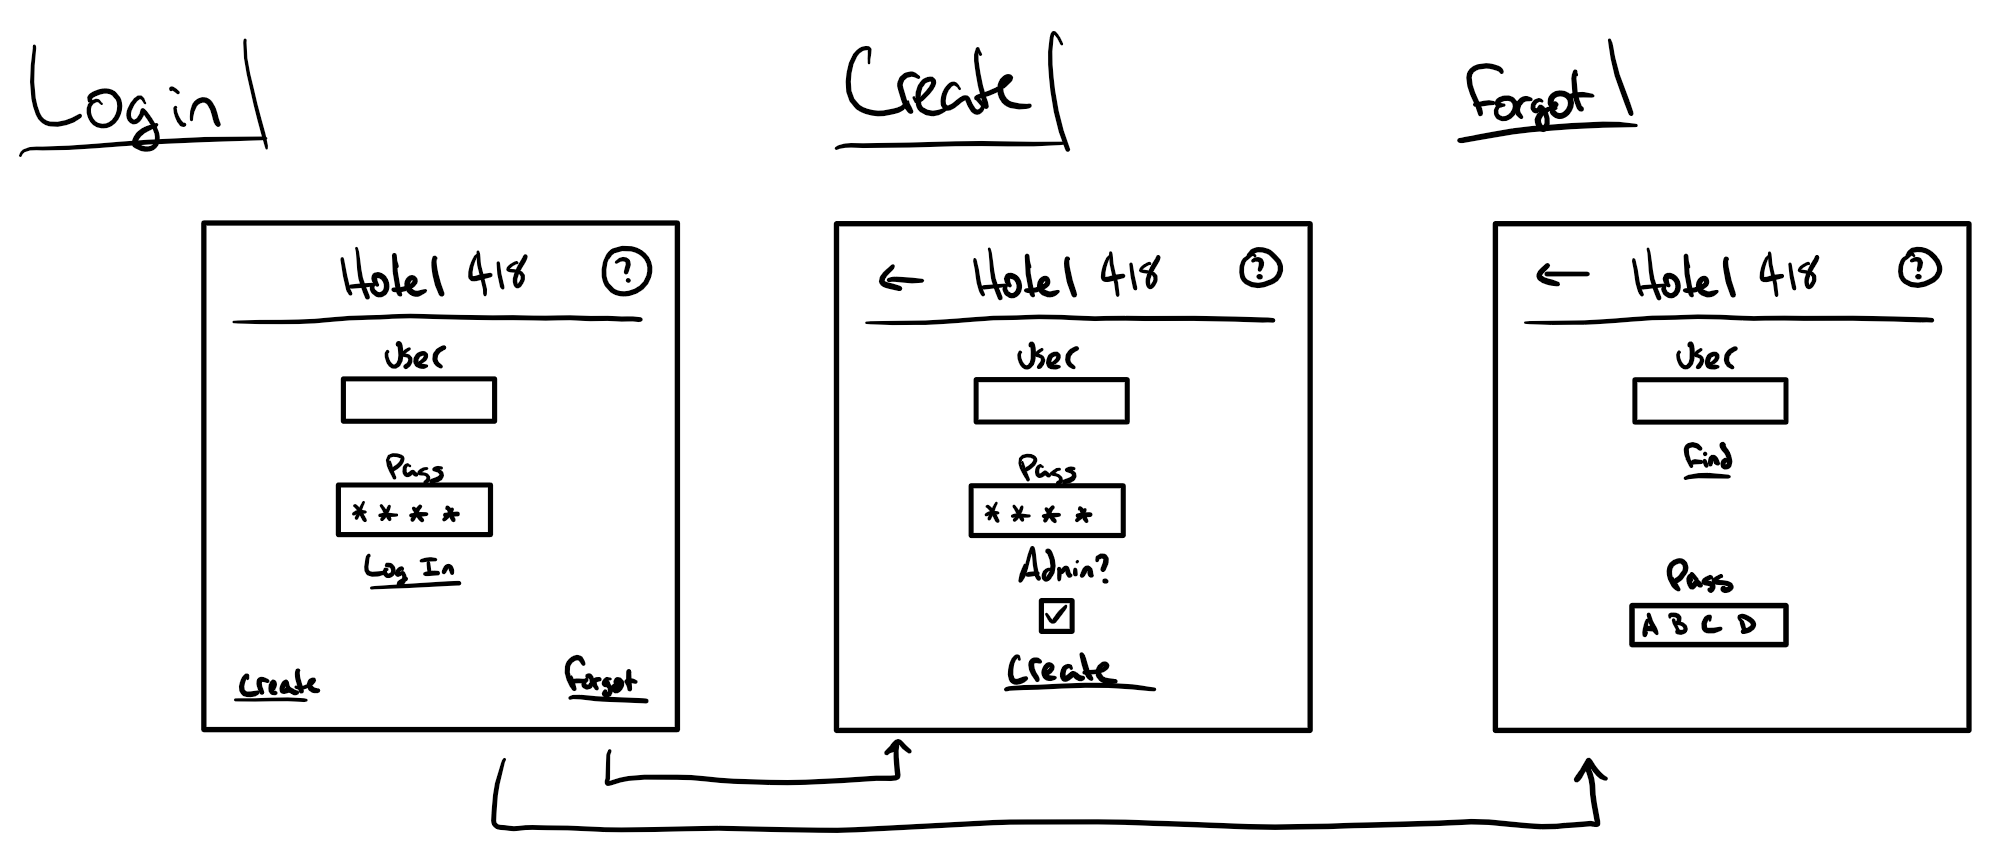 Login
Create
Forgot
Hotel 418 ?
User
Pass
* * * *
Log In
Create Forgot
← Hotel 418 ?
User
Pass
* * * *
Admin?
✓
Create
← Hotel 418 ?
User
Find
Pass
A B C D